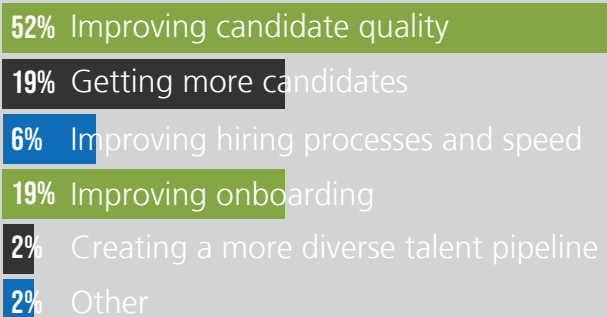 52% Improving candidate quality
19% Getting more candidates
6% Improving hiring processes and speed
19% Improving onboarding
2% Creating a more diverse talent pipeline
2% Other